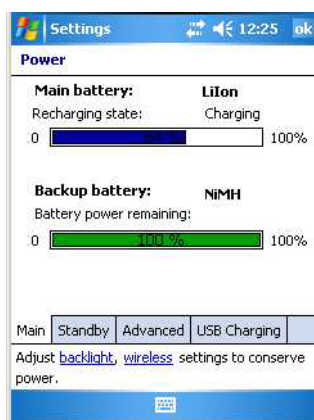 Settings 12:25 ok
Power
Main battery: LiIon
Recharging state: Charging
0 100%
Backup battery: NiMH
Battery power remaining:
0 100 % 100%
Main Standby Advanced USB Charging
Adjust backlight, wireless settings to conserve
power.